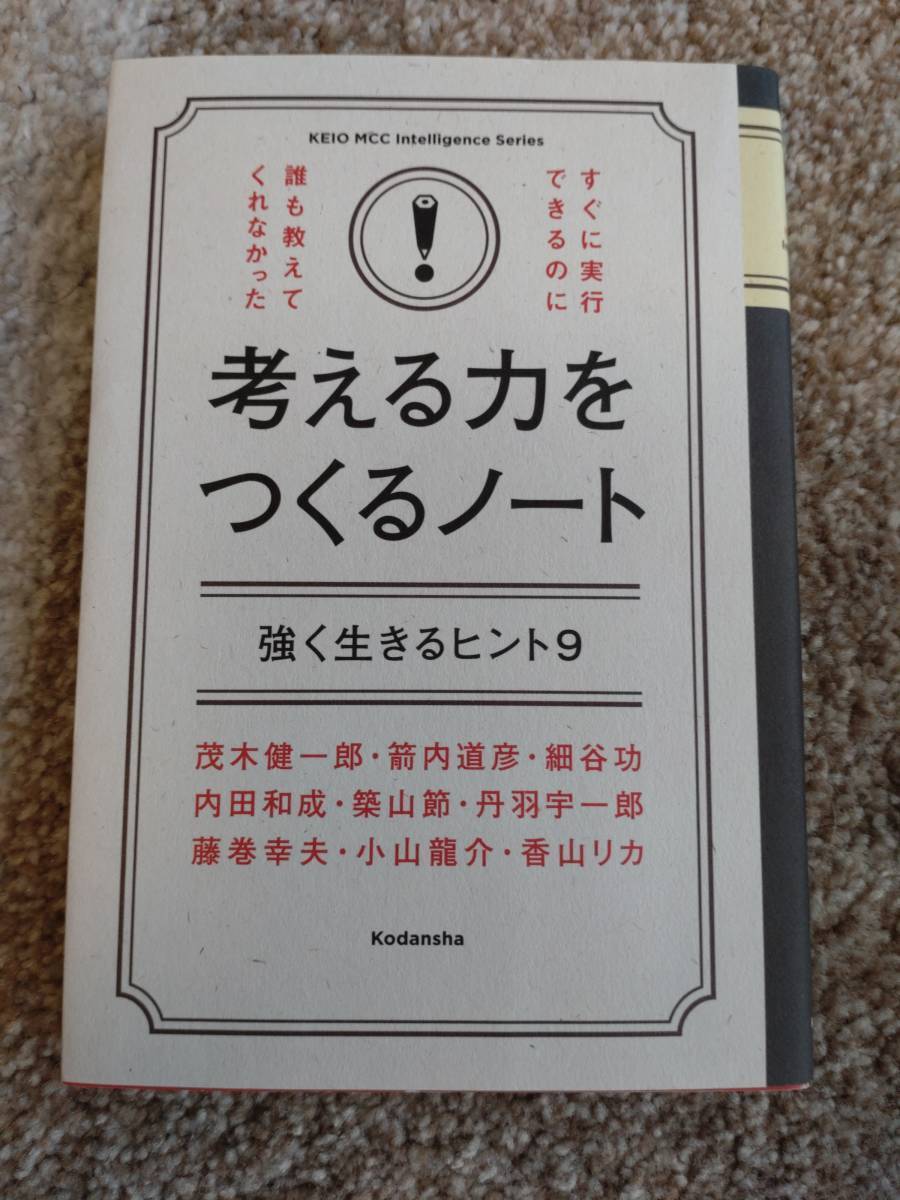 KEIO MCC Intelligence Series
すぐに実行
できるのに
誰も教えて
くれなかった
考える力を
つくるノート
強く生きるヒント9
茂木健一郎・箭内道彦・細谷功
内田和成・築山節・丹羽宇一郎
藤巻幸夫・小山龍介・香山リカ
Kodansha